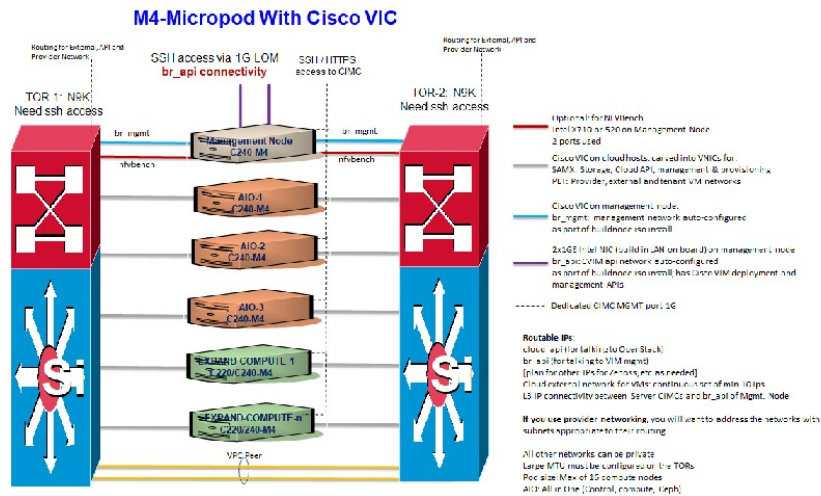 M4-Micropod With Cisco VIC
Routing for External, API and
Provider Network
SSH access via 1G LOM
br_api connectivity
SSH / HTTPS
access to CIMC
Routing for External, API and
Provider Network
TOR-1: N9K
Need ssh access
TOR-2: N9K
Need ssh access
br_mgmt
Management Node
C240-M4
br_mgmt
nfvbench
nfvbench
AIO-1
C240-M4
AIO-2
C240-M4
AIO-3
C240-M4
EXPAND-COMPUTE-1
C220/C240-M4
EXPAND-COMPUTE-n
C220/240-M4
Si
Si
VPC Peer
Optional: for NFVBench
Intel X710 or 520 on Management Node
2 ports used
Cisco VIC on cloud hosts, carved into VNICs for:
SAMX: Storage, Cloud API, management & provisioning
PET: Provider, external and tenant VM networks
Cisco VIC on management node:
br_mgmt: management network auto-configured
as part of buildnode iso install
2x1GE Intel NIC (build in LAN on board) on management node
br_api: CVIM api network auto-configured
as part of buildnode iso install; has Cisco VIM deployment and
management APIs
Dedicated CIMC MGMT port 1G
Routable IPs:
cloud_api (for talking to OpenStack)
br_api (for talking to VIM mgmt)
[plan for other IPs for Zenoss, etc as needed]
Cloud external network for VMs: continuous set of min 10 ips
L3 IP connectivity between Server CIMCs and br_api of Mgmt. Node
If you use provider networking, you will want to address the networks with
subnets appropriate to their routing
All other networks can be private
Large MTU must be configured on the TORs
Pod size: Max of 16 compute nodes
AIO: All in One (Control, compute, Ceph)